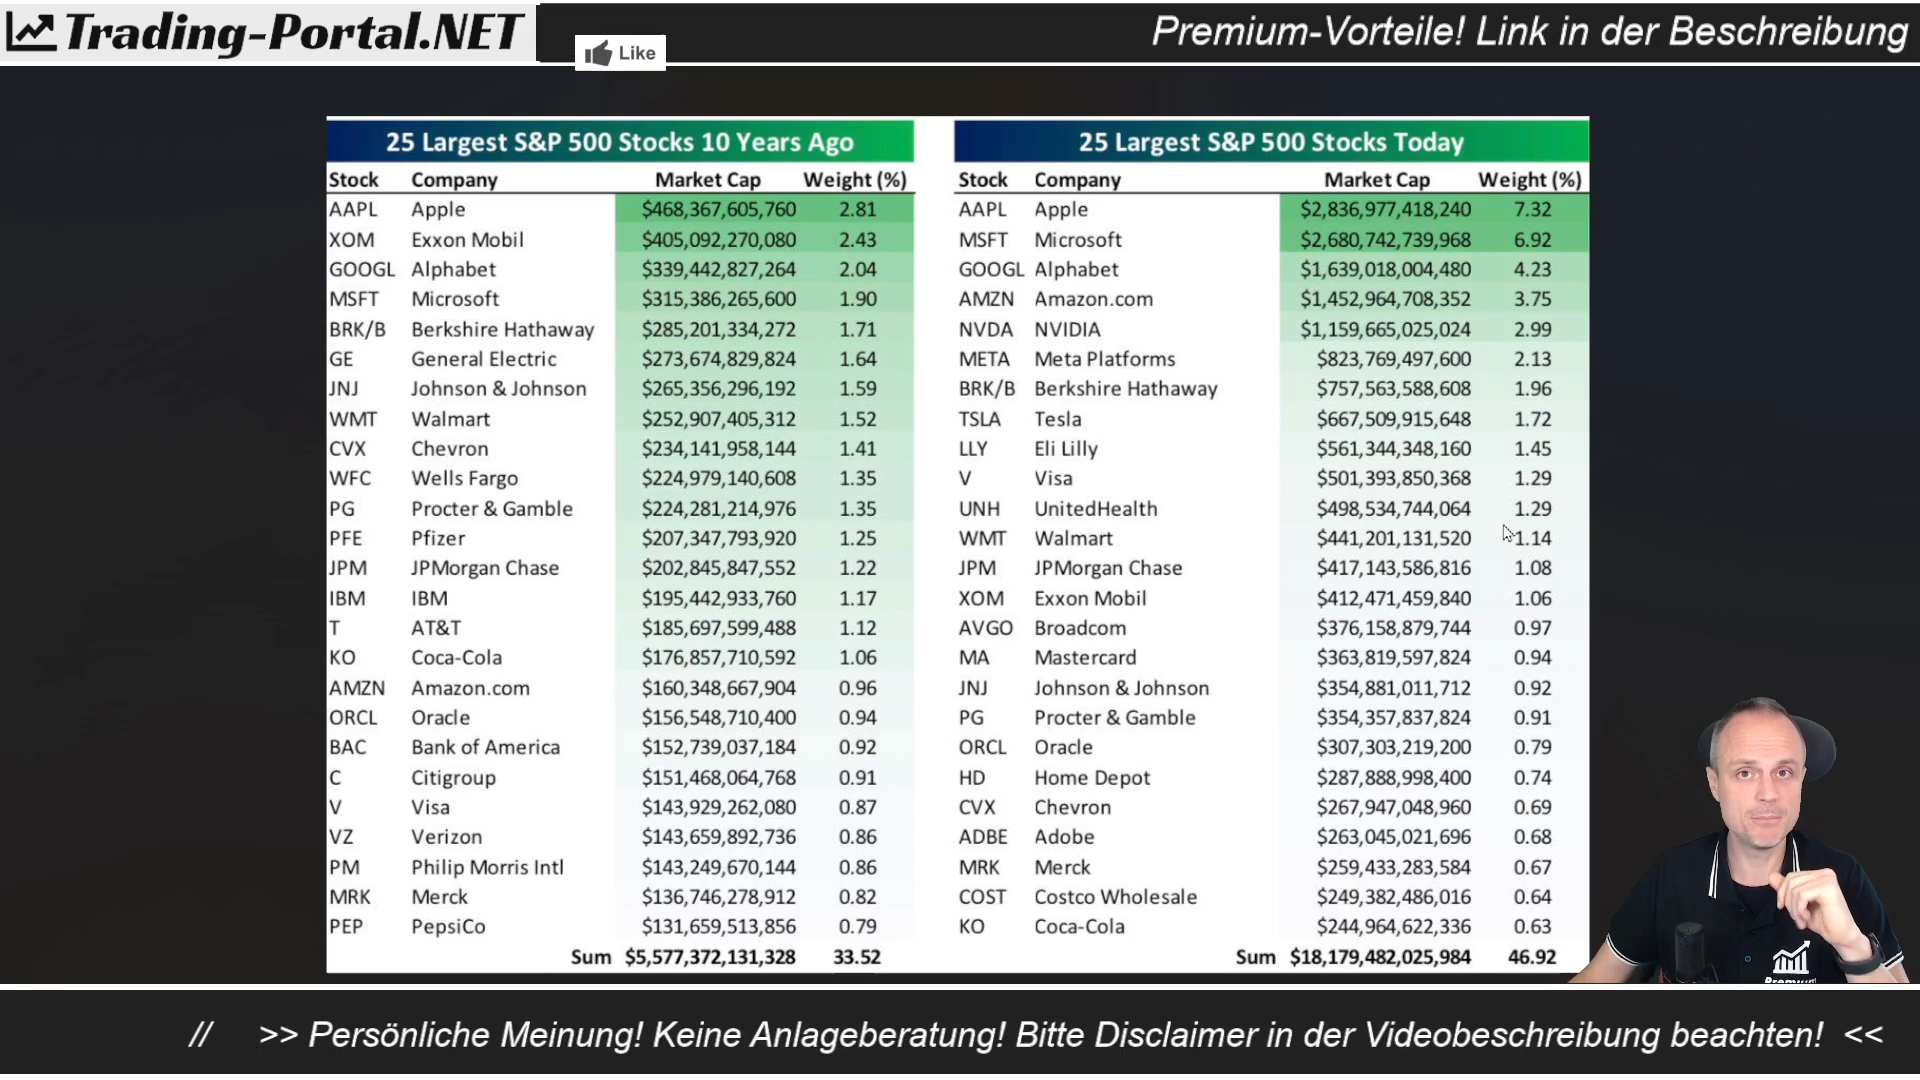 Trading-Portal.NET
Like
Premium-Vorteile! Link in der Beschreibung
25 Largest S&P 500 Stocks 10 Years Ago
Stock Company Market Cap Weight (%)
AAPL Apple $468,367,605,760 2.81
XOM Exxon Mobil $405,092,270,080 2.43
GOOGL Alphabet $339,442,827,264 2.04
MSFT Microsoft $315,386,265,600 1.90
BRK/B Berkshire Hathaway $285,201,334,272 1.71
GE General Electric $273,674,829,824 1.64
JNJ Johnson & Johnson $265,356,296,192 1.59
WMT Walmart $252,907,405,312 1.52
CVX Chevron $234,141,958,144 1.41
WFC Wells Fargo $224,979,140,608 1.35
PG Procter & Gamble $224,281,214,976 1.35
PFE Pfizer $207,347,793,920 1.25
JPM JPMorgan Chase $202,845,847,552 1.22
IBM IBM $195,442,933,760 1.17
T AT&T $185,697,599,488 1.12
KO Coca-Cola $176,857,710,592 1.06
AMZN Amazon.com $160,348,667,904 0.96
ORCL Oracle $156,548,710,400 0.94
BAC Bank of America $152,739,037,184 0.92
C Citigroup $151,468,064,768 0.91
V Visa $143,929,262,080 0.87
VZ Verizon $143,659,892,736 0.86
PM Philip Morris Intl $143,249,670,144 0.86
MRK Merck $136,746,278,912 0.82
PEP PepsiCo $131,659,513,856 0.79
Sum $5,577,372,131,328 33.52
25 Largest S&P 500 Stocks Today
Stock Company Market Cap Weight (%)
AAPL Apple $2,836,977,418,240 7.32
MSFT Microsoft $2,680,742,739,968 6.92
GOOGL Alphabet $1,639,018,004,480 4.23
AMZN Amazon.com $1,452,964,708,352 3.75
NVDA NVIDIA $1,159,665,025,024 2.99
META Meta Platforms $823,769,497,600 2.13
BRK/B Berkshire Hathaway $757,563,588,608 1.96
TSLA Tesla $667,509,915,648 1.72
LLY Eli Lilly $561,344,348,160 1.45
V Visa $501,393,850,368 1.29
UNH UnitedHealth $498,534,744,064 1.29
WMT Walmart $441,201,131,520 1.14
JPM JPMorgan Chase $417,143,586,816 1.08
XOM Exxon Mobil $412,471,459,840 1.06
AVGO Broadcom $376,158,879,744 0.97
MA Mastercard $363,819,597,824 0.94
JNJ Johnson & Johnson $354,881,011,712 0.92
PG Procter & Gamble $354,357,837,824 0.91
ORCL Oracle $307,303,219,200 0.79
HD Home Depot $287,888,998,400 0.74
CVX Chevron $267,947,048,960 0.69
ADBE Adobe $263,045,021,696 0.68
MRK Merck $259,433,283,584 0.67
COST Costco Wholesale $249,382,486,016 0.64
KO Coca-Cola $244,964,622,336 0.63
Sum $18,179,482,025,984 46.92
// >> Persönliche Meinung! Keine Anlageberatung! Bitte Disclaimer in der Videobeschreibung beachten! <<